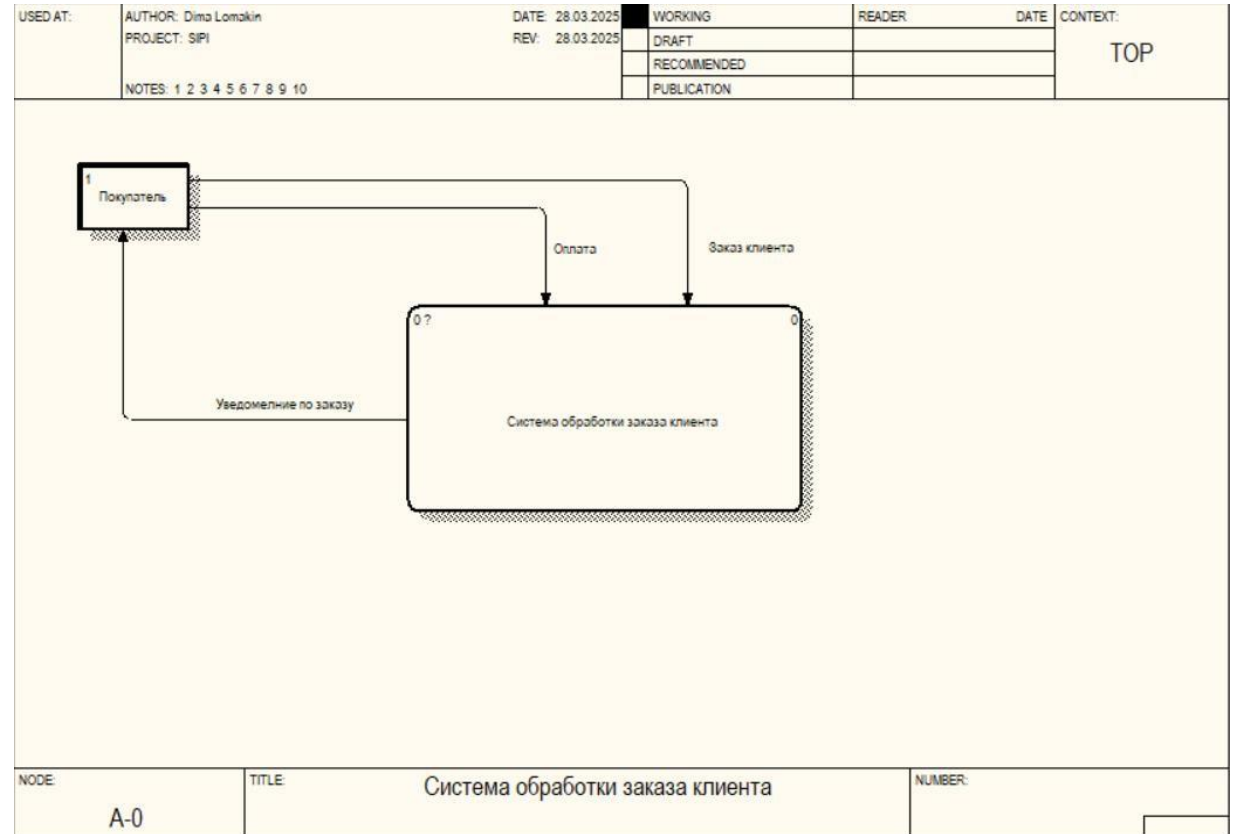 USED AT:
AUTHOR: Dima Lomakin
DATE: 28.03.2025
PROJECT: SIPI
REV: 28.03.2025
NOTES: 1 2 3 4 5 6 7 8 9 10
WORKING
DRAFT
RECOMMENDED
PUBLICATION
READER
DATE
CONTEXT:
TOP
1
Покупатель
Оплата
Заказ клиента
0 ?
0
Уведомелние по заказу
Система обработки заказа клиента
NODE:
A-0
TITLE:
Система обработки заказа клиента
NUMBER: